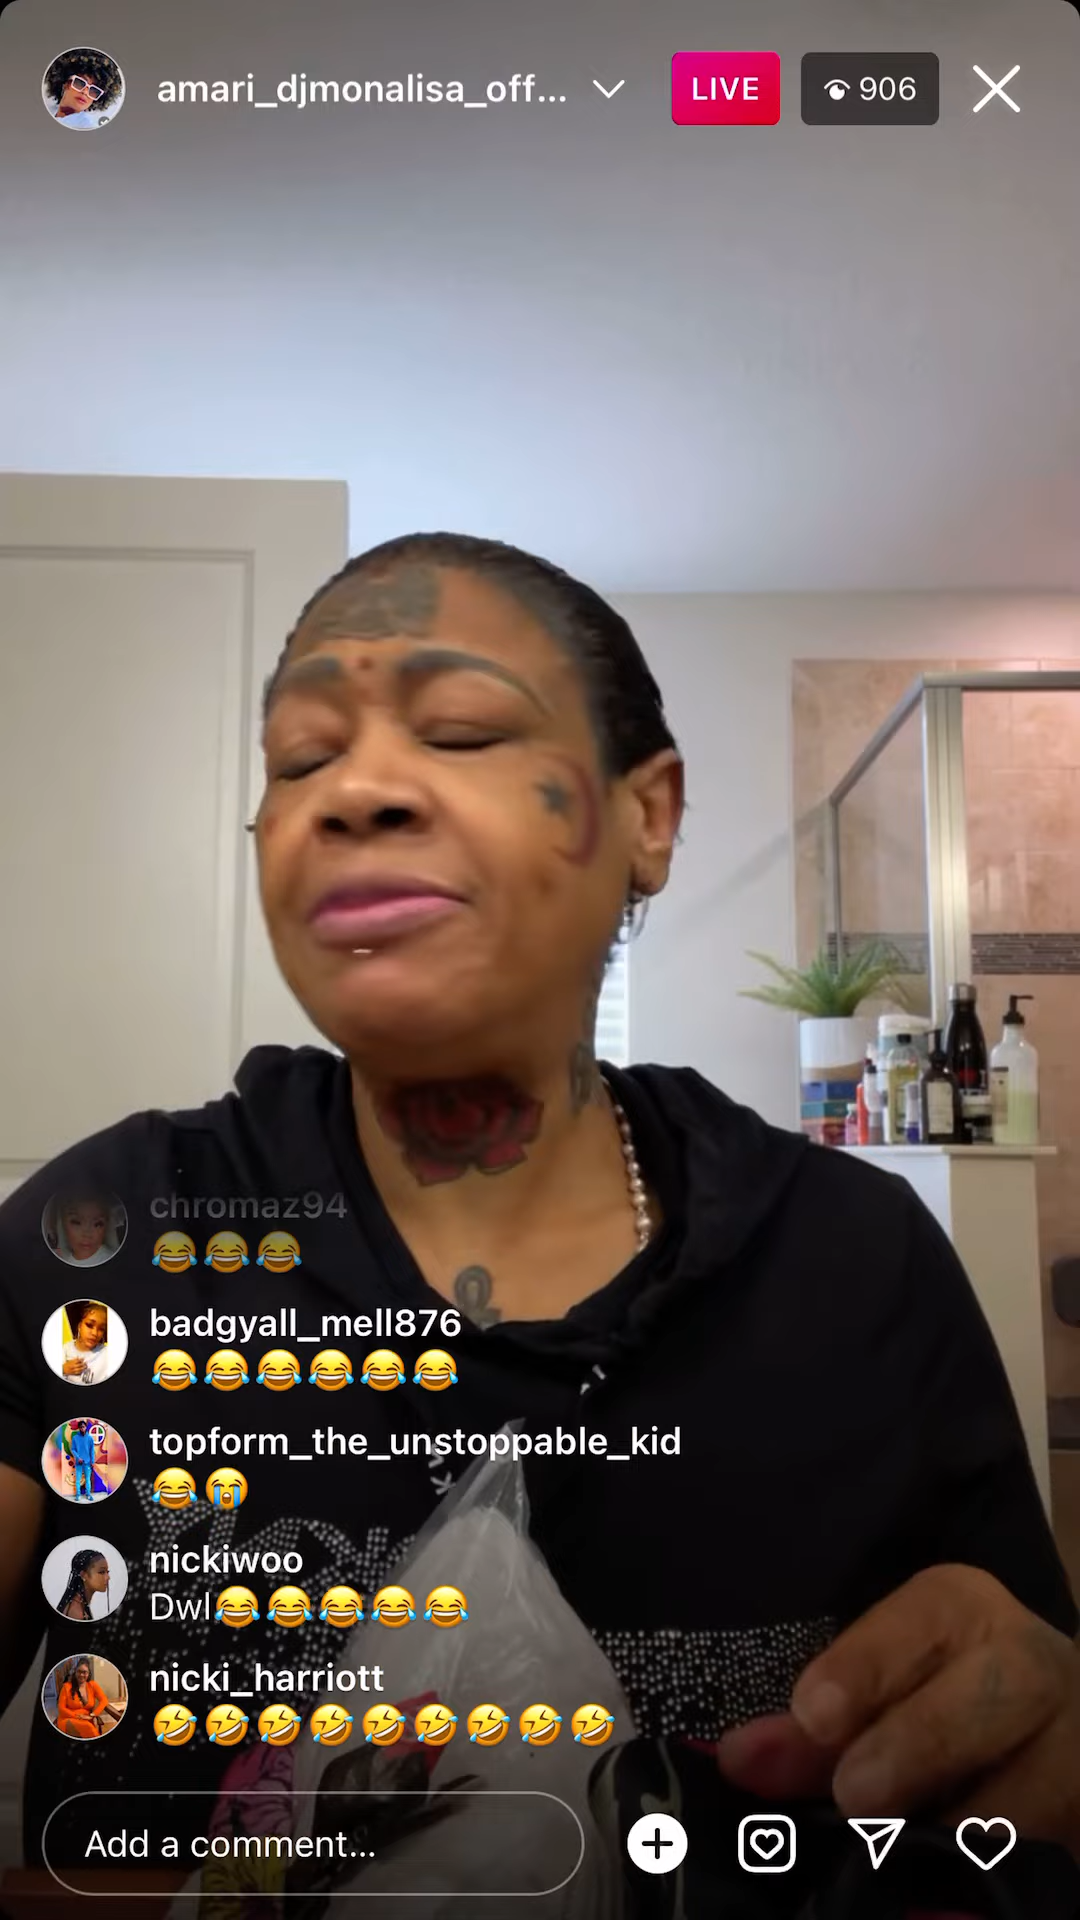 amari_djmonalisa_off...
LIVE
906
chromaz94
😂😂😂
badgyall_mell876
😂😂😂😂😂😂
topform_the_unstoppable_kid
😂😭
nickiwoo
Dwl😂😂😂😂😂
nicki_harriott
🤣🤣🤣🤣🤣🤣🤣🤣🤣
Add a comment...